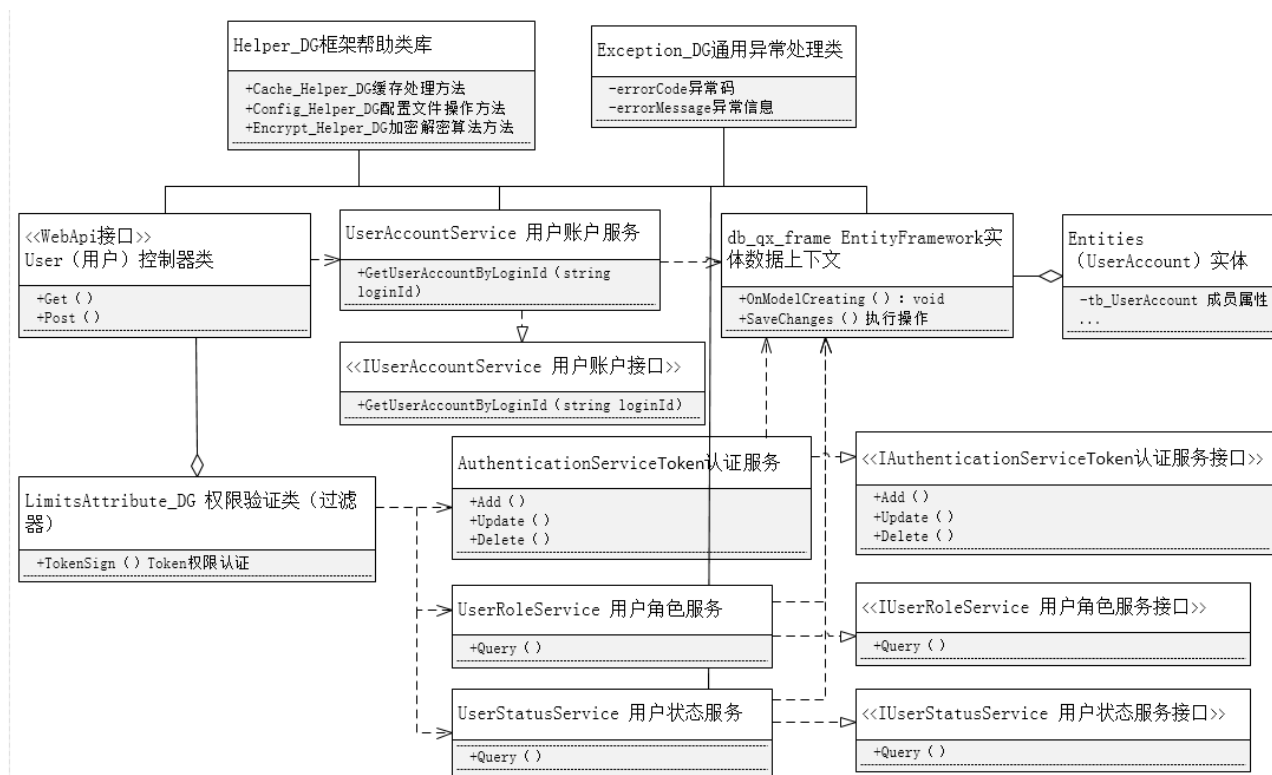 Helper_DG框架帮助类库
+Cache_Helper_DG缓存处理方法
+Config_Helper_DG配置文件操作方法
+Encrypt_Helper_DG加密解密算法方法
Exception_DG通用异常处理类
-errorCode异常码
-errorMessage异常信息
<<WebApi接口>>
User（用户）控制器类
+Get（）
+Post（）
UserAccountService 用户账户服务
+GetUserAccountByLoginId（string
loginId）
db_qx_frame EntityFramework实
体数据上下文
+OnModelCreating（）: void
+SaveChanges（）执行操作
Entities
（UserAccount）实体
-tb_UserAccount 成员属性
...
<<IUserAccountService 用户账户接口>>
+GetUserAccountByLoginId（string loginId）
LimitsAttribute_DG 权限验证类（过滤
器）
+TokenSign（）Token权限认证
AuthenticationServiceToken认证服务
+Add（）
+Update（）
+Delete（）
<<IAuthenticationServiceToken认证服务接口>>
+Add（）
+Update（）
+Delete（）
UserRoleService 用户角色服务
+Query（）
<<IUserRoleService 用户角色服务接口>>
+Query（）
UserStatusService 用户状态服务
+Query（）
<<IUserStatusService 用户状态服务接口>>
+Query（）